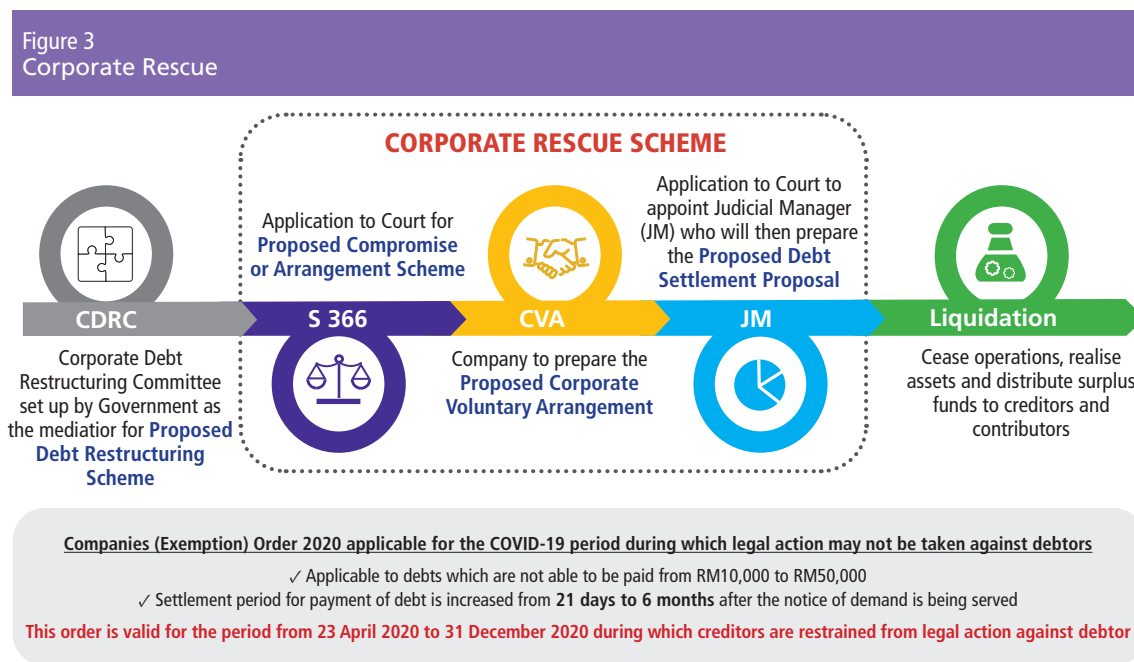 Figure 3
Corporate Rescue
CORPORATE RESCUE SCHEME
CDRC
Corporate Debt
Restructuring Committee
set up by Government as
the mediatior for Proposed
Debt Restructuring
Scheme
Application to Court for
Proposed Compromise
or Arrangement Scheme
S 366
CVA
Company to prepare the
Proposed Corporate
Voluntary Arrangement
Application to Court to
appoint Judicial Manager
(JM) who will then prepare
the Proposed Debt
Settlement Proposal
JM
Liquidation
Cease operations, realise
assets and distribute surplus
funds to creditors and
contributors
Companies (Exemption) Order 2020 applicable for the COVID-19 period during which legal action may not be taken against debtors
✓ Applicable to debts which are not able to be paid from RM10,000 to RM50,000
✓ Settlement period for payment of debt is increased from 21 days to 6 months after the notice of demand is being served
This order is valid for the period from 23 April 2020 to 31 December 2020 during which creditors are restrained from legal action against debtor